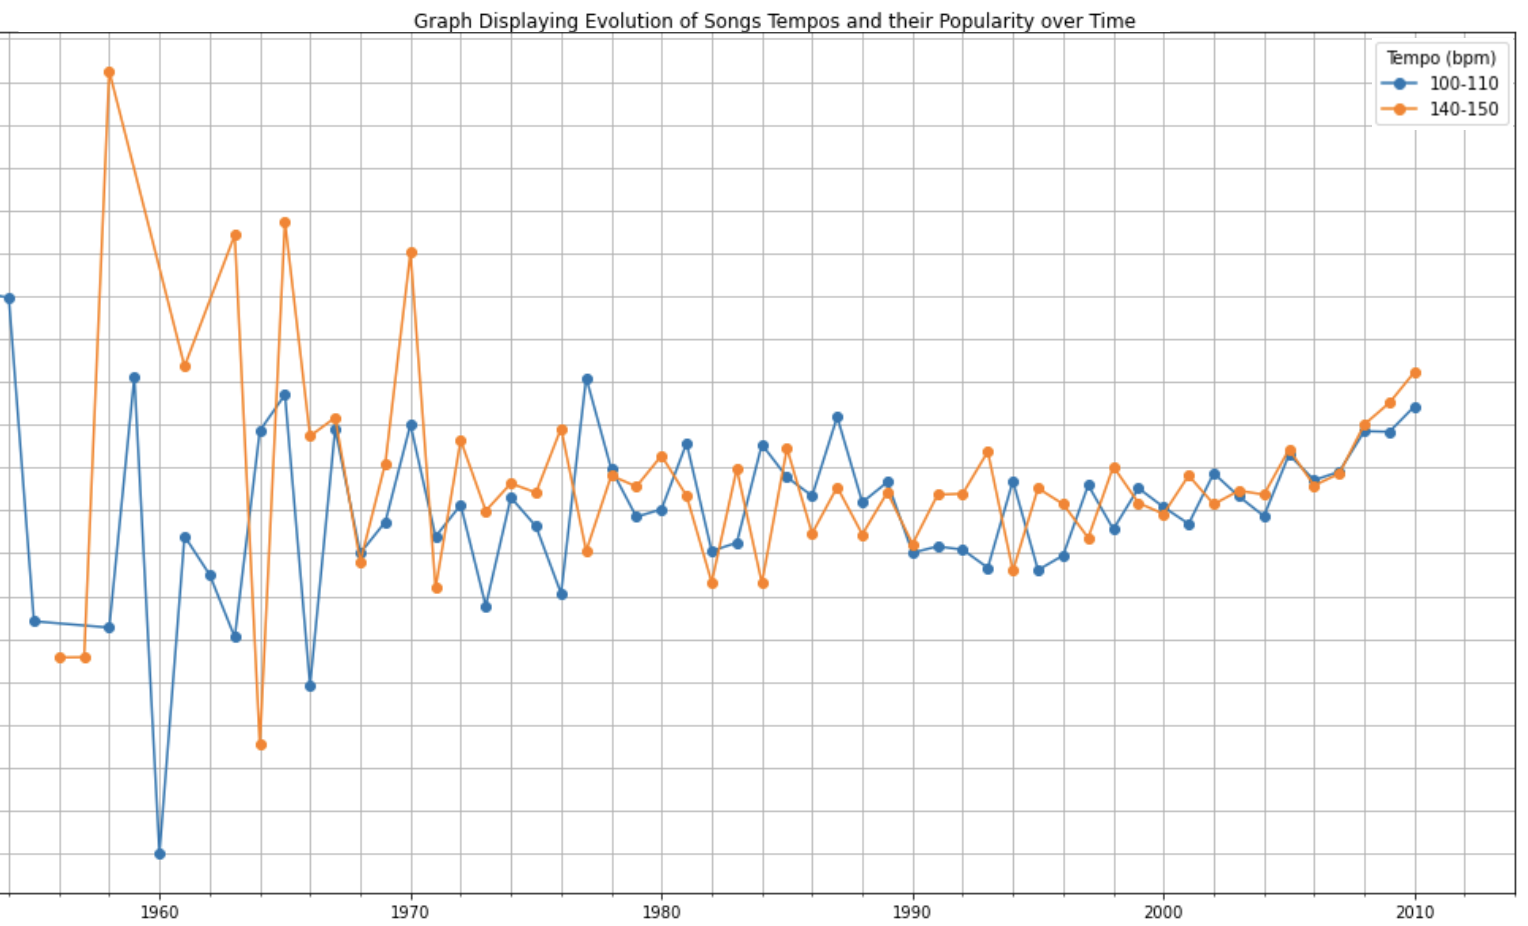 Graph Displaying Evolution of Songs Tempos and their Popularity over Time
Tempo (bpm)
100-110
140-150
1960 1970 1980 1990 2000 2010